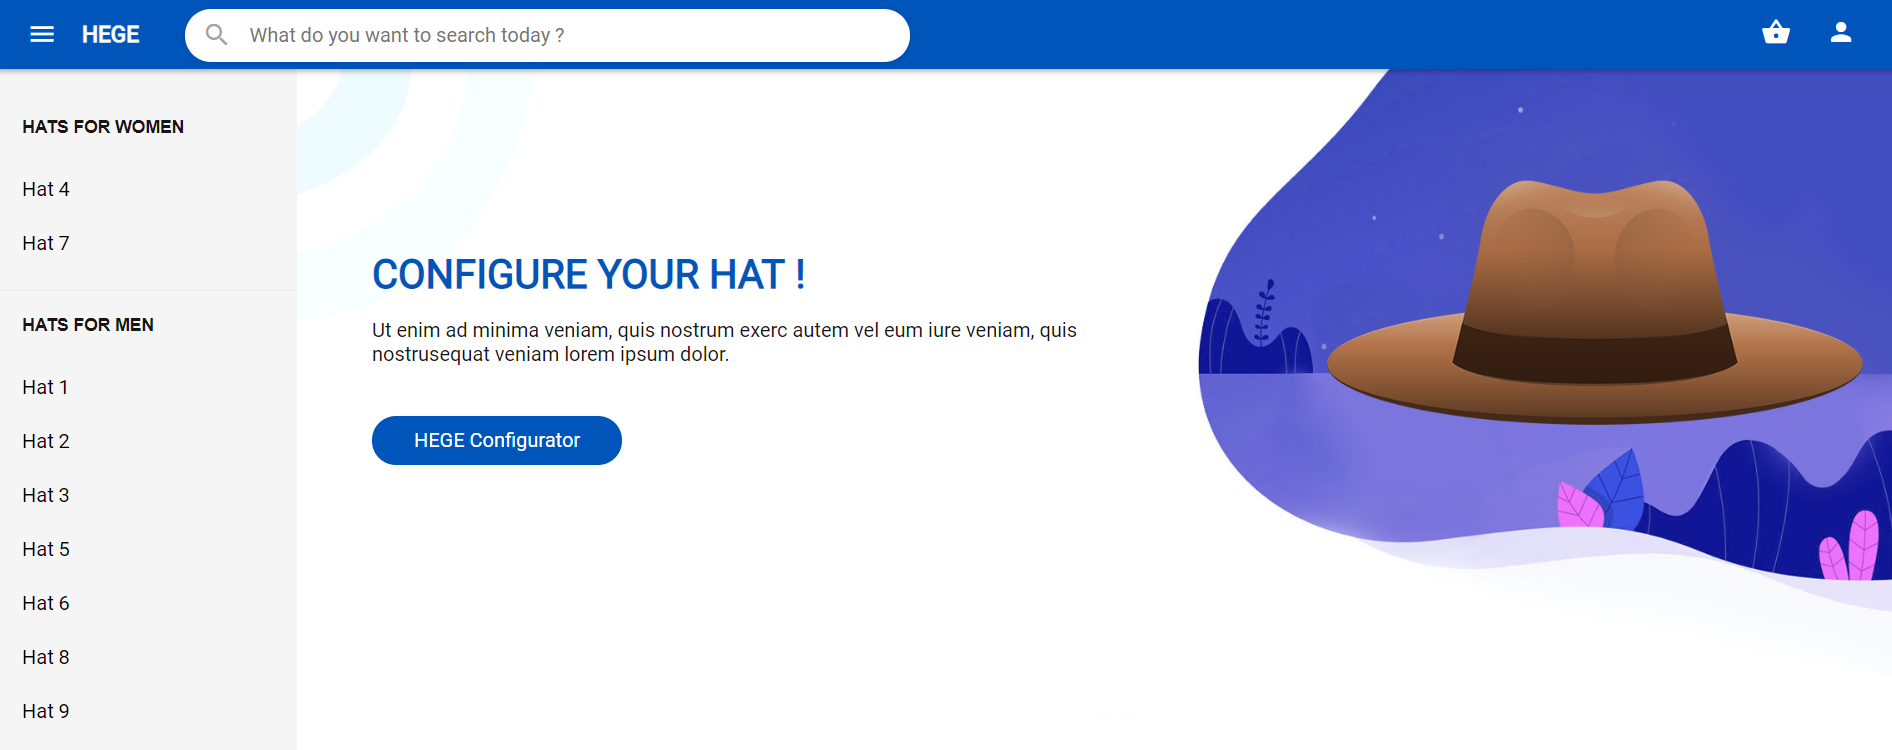 HEGE
What do you want to search today ?
HATS FOR WOMEN
Hat 4
Hat 7
HATS FOR MEN
Hat 1
Hat 2
Hat 3
Hat 5
Hat 6
Hat 8
Hat 9
CONFIGURE YOUR HAT !
Ut enim ad minima veniam, quis nostrum exerc autem vel eum iure veniam, quis
nostrusequat veniam lorem ipsum dolor.
HEGE Configurator